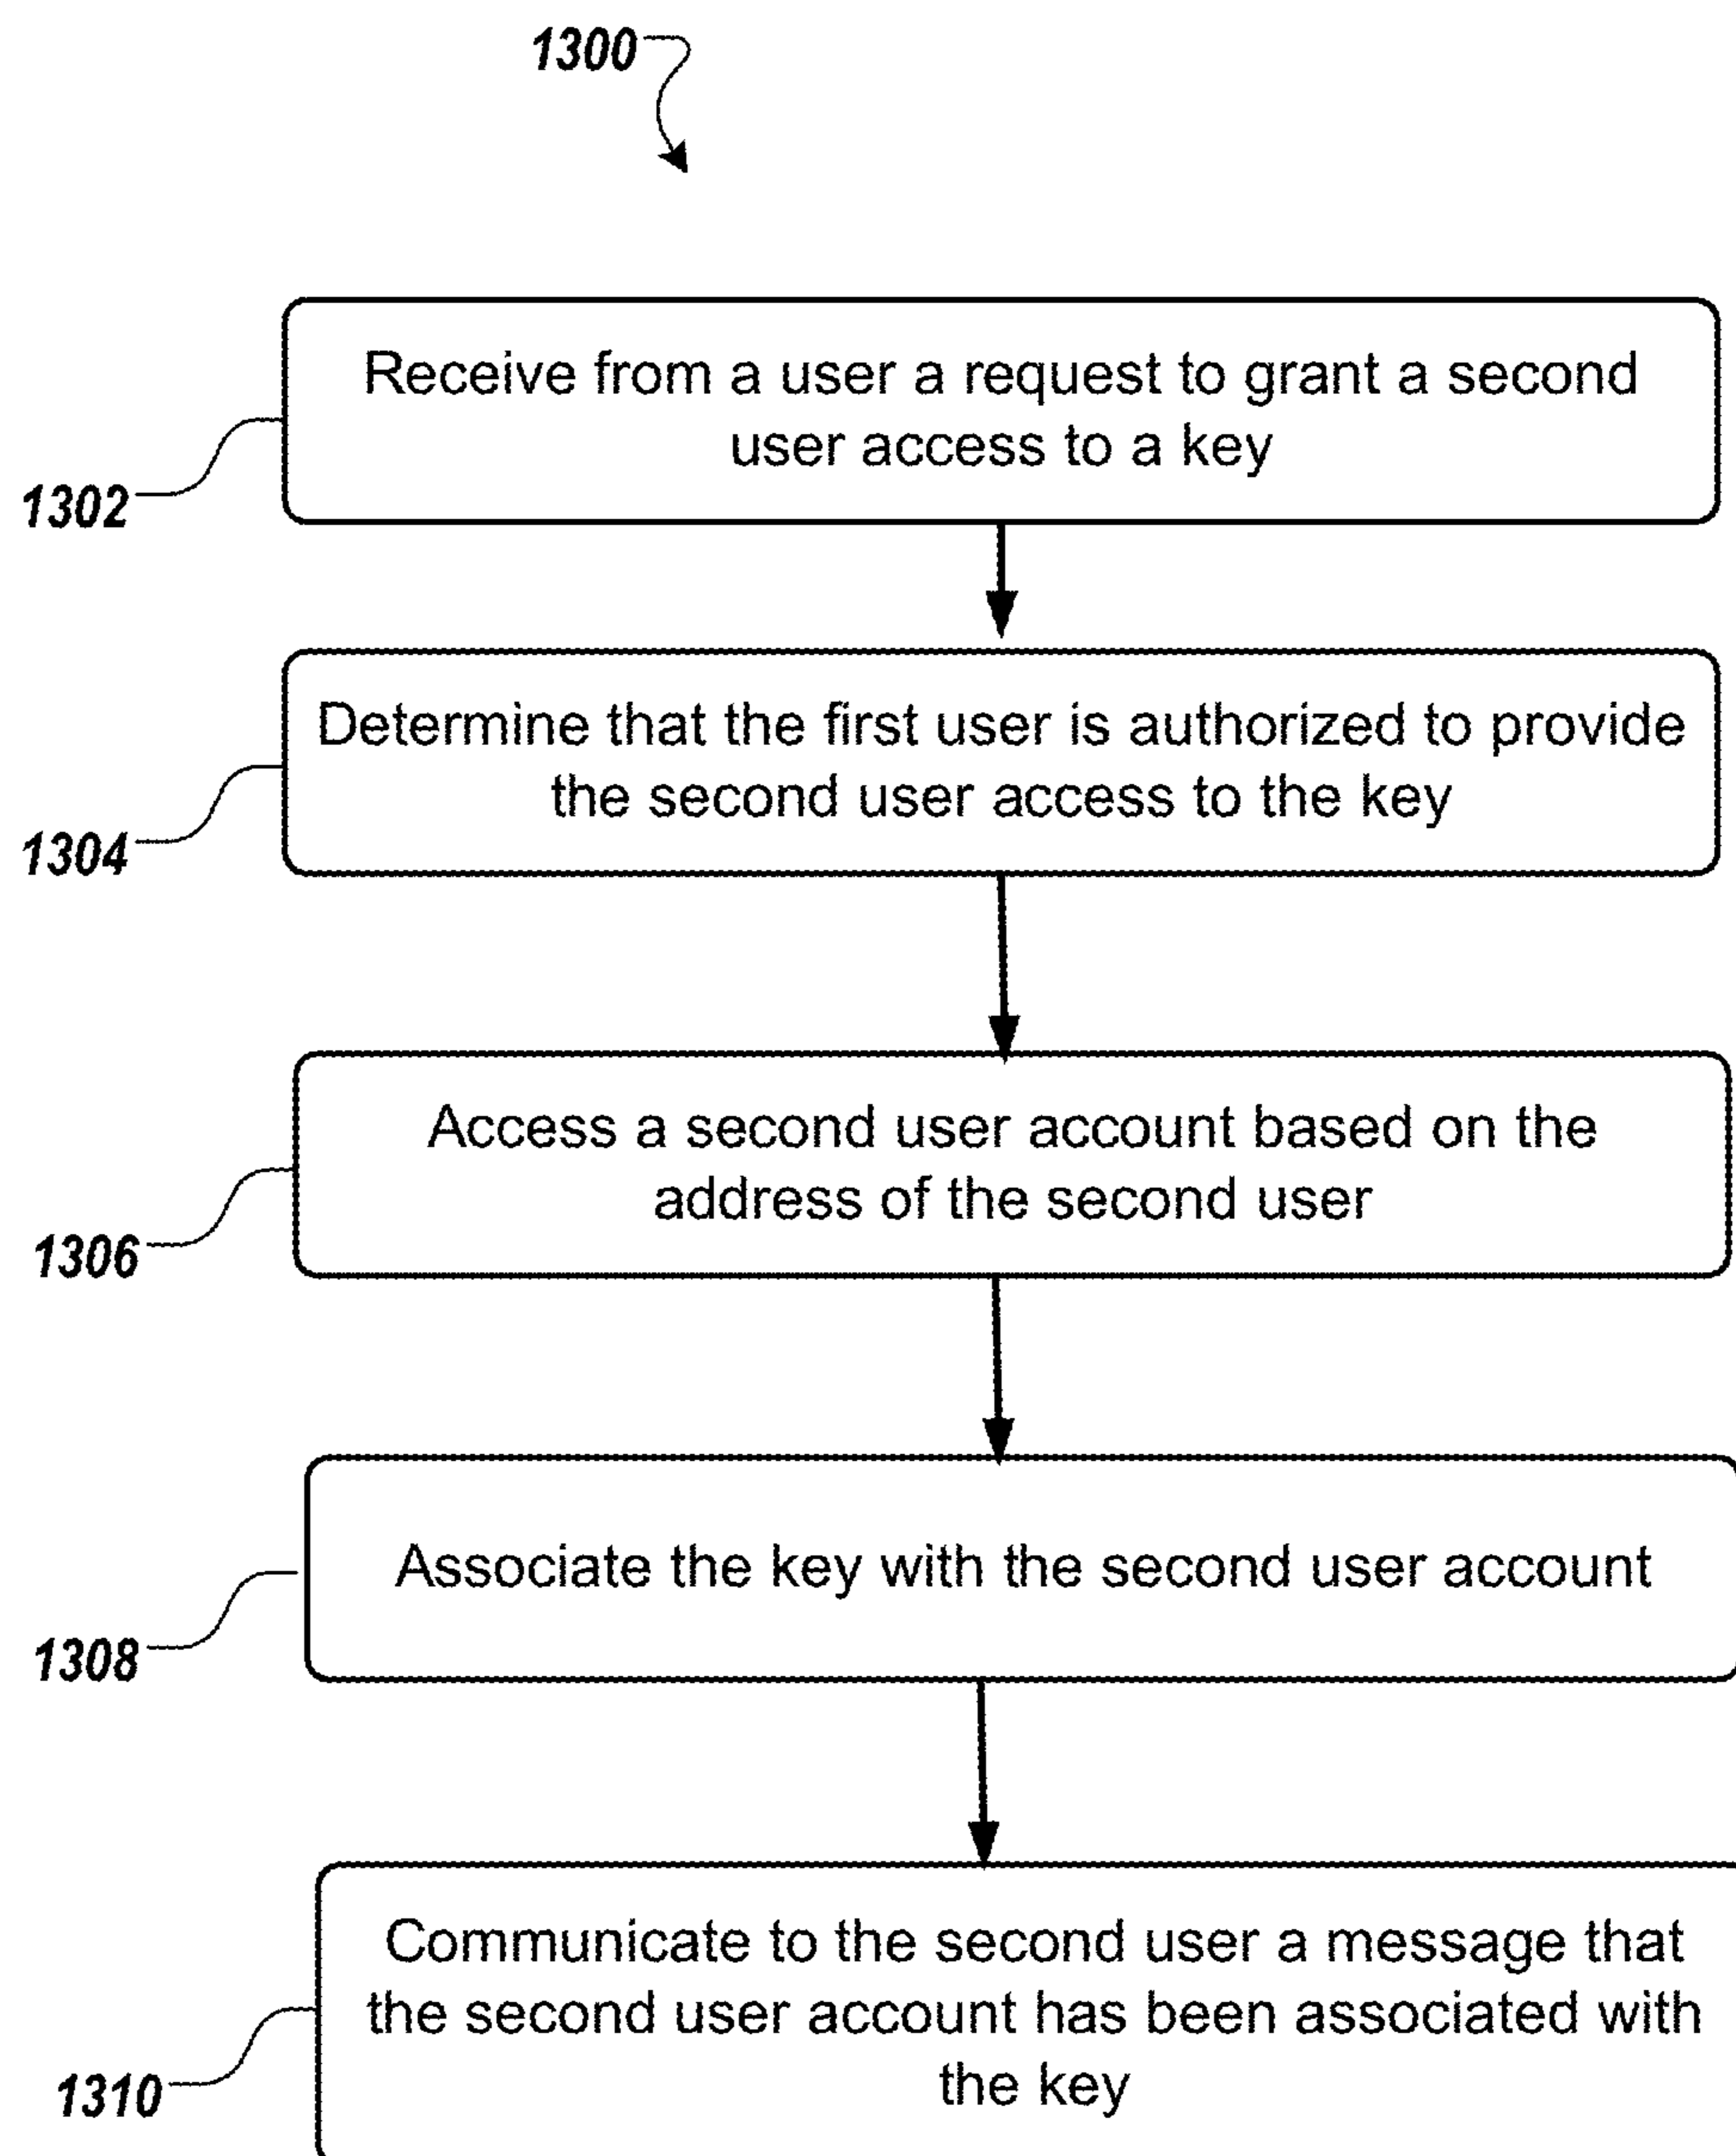 1300
Receive from a user a request to grant a second
user access to a key
1302
Determine that the first user is authorized to provide
the second user access to the key
1304
Access a second user account based on the
address of the second user
1306
Associate the key with the second user account
1308
Communicate to the second user a message that
the second user account has been associated with
the key
1310